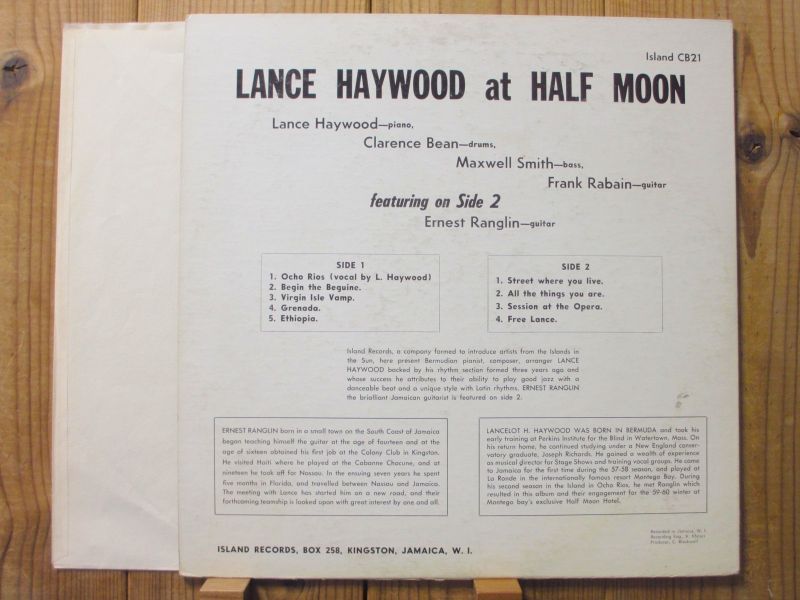 Island CB21
LANCE HAYWOOD at HALF MOON
Lance Haywood—piano,
Clarence Bean—drums,
Maxwell Smith—bass,
Frank Rabain—guitar
featuring on Side 2
Ernest Ranglin—guitar
SIDE 1
1. Ocho Rios (vocal by L. Haywood)
2. Begin the Beguine.
3. Virgin Isle Vamp.
4. Grenada.
5. Ethiopia.
SIDE 2
1. Street where you live.
2. All the things you are.
3. Session at the Opera.
4. Free Lance.
Island Records, a company formed to introduce artists from the Islands in
the Sun, here present Bermudian pianist, composer, arranger LANCE
HAYWOOD backed by his rhythm section formed three years ago and
whose success he attributes to their ability to play good jazz with a
danceable beat and a unique style with Latin rhythms. ERNEST RANGLIN
the brialliant Jamaican guitarist is featured on side 2.
ERNEST RANGLIN born in a small town on the South Coast of Jamaica
began teaching himself the guitar at the age of fourteen and at the
age of sixteen obtained his first job at the Colony Club in Kingston.
He visited Haiti where he played at the Cabanne Chacune, and at
nineteen he took off for Nassau. In the ensuing seven years he spent
five months in Florida, and travelled between Nassau and Jamaica.
The meeting with Lance has started him on a new road, and their
forthcoming teamship is looked upon with great interest by one and all.
LANCELOT H. HAYWOOD WAS BORN IN BERMUDA and took his
early training at Perkins Institute for the Blind in Watertown, Mass. On
his return home, he continued studying under a New England conser-
vatory graduate, Joseph Richards. He gained a wealth of experience
as musical director for Stage Shows and training vocal groups. He came
to Jamaica for the first time during the 57-58 season, and played at
La Ronde in the internationally famous resort Montego Bay. During
his second season in the Island in Ocho Rios, he met Ranglin which
resulted in this album and their engagement for the 59-60 winter at
Montego bay's exclusive Half Moon Hotel.
Recorded in Jamaica, W. I.
Recording Eng.
Producer, C. Blackwell
ISLAND RECORDS, BOX 258, KINGSTON, JAMAICA, W. I.